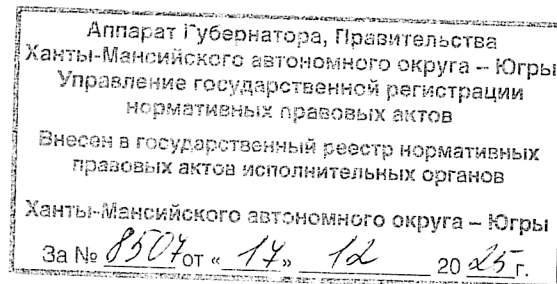 Аппарат Губернатора, Правительства
Ханты-Мансийского автономного округа – Югры
Управление государственной регистрации
нормативных правовых актов
Внесен в государственный реестр нормативных
правовых актов исполнительных органов
Ханты-Мансийского автономного округа – Югры
За № 8507 от « 17 » 12 20 25 г.